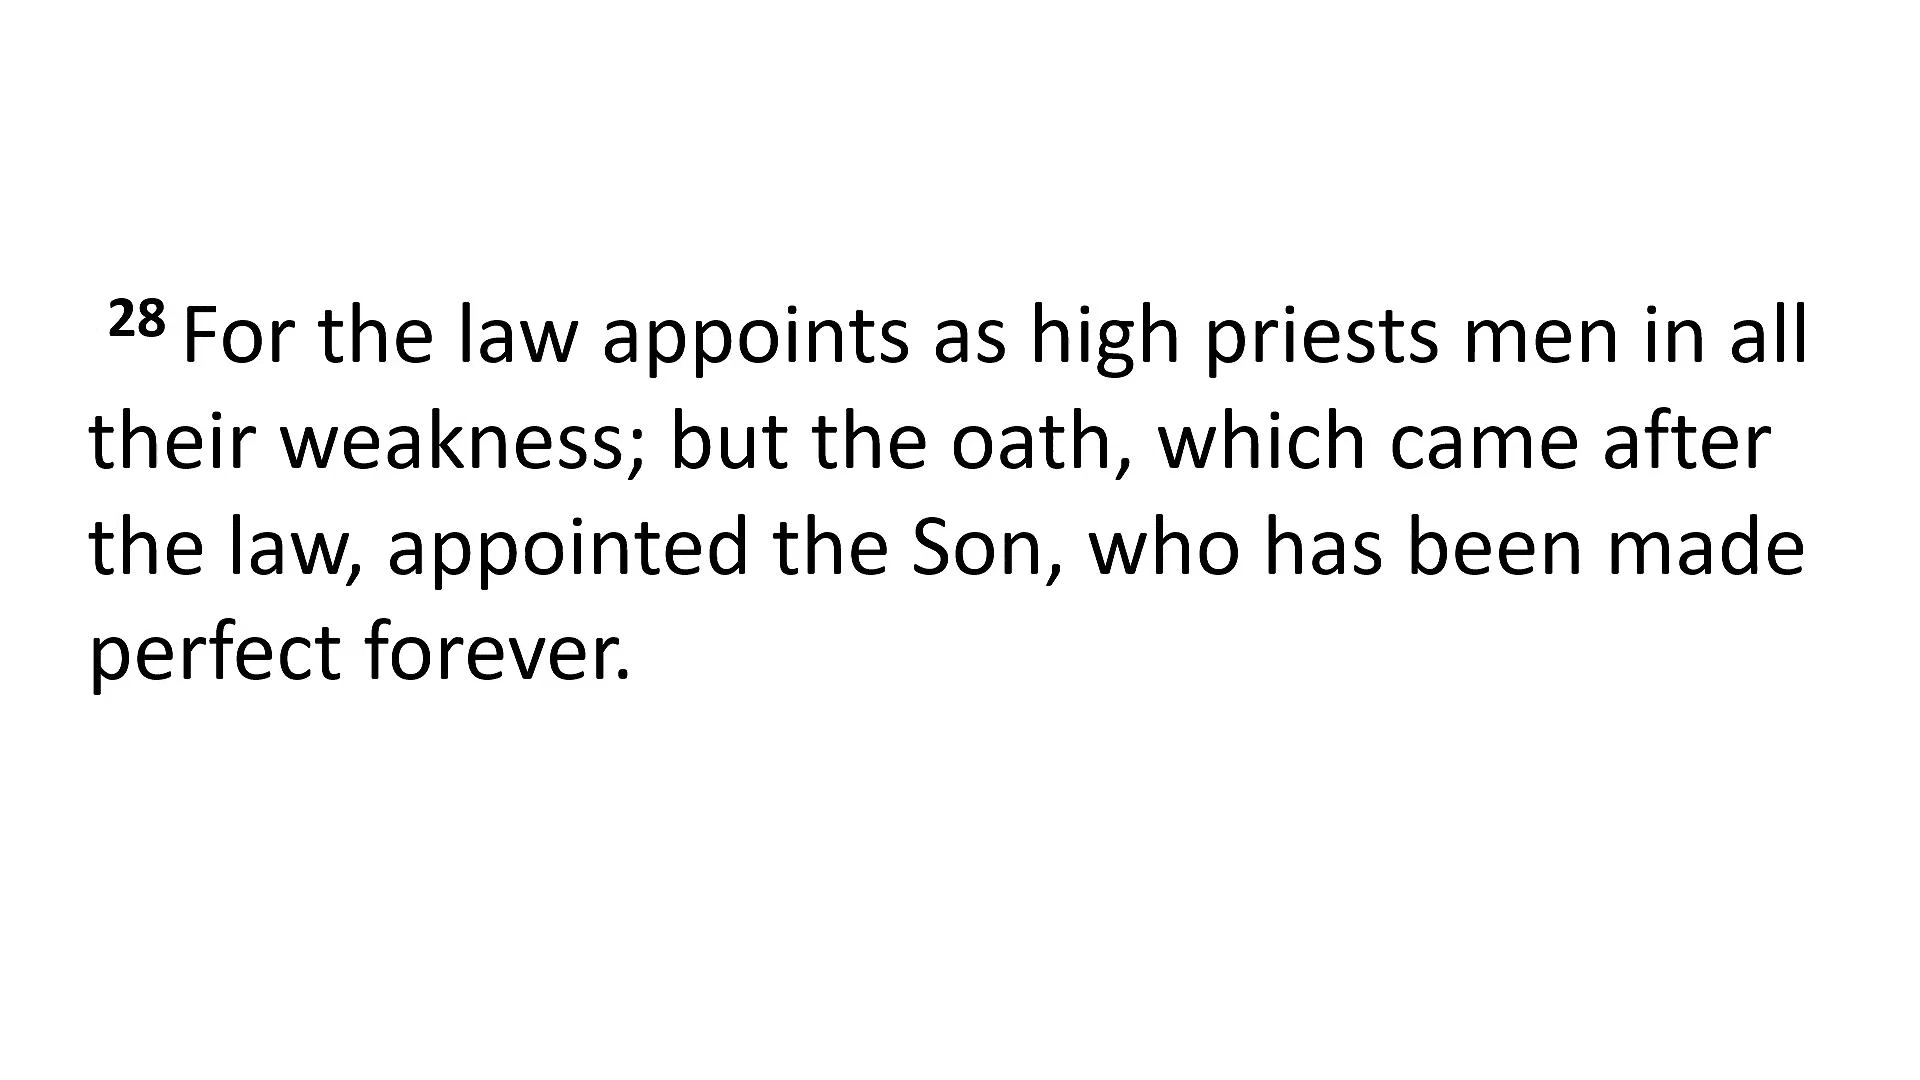 28 For the law appoints as high priests men in all
their weakness; but the oath, which came after
the law, appointed the Son, who has been made
perfect forever.